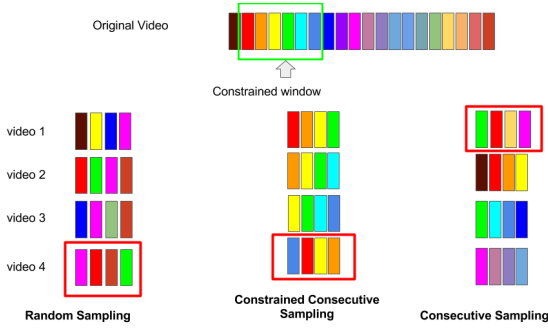 Original Video
Constrained window
video 1
video 2
video 3
video 4
Random Sampling
Constrained Consecutive
Sampling
Consecutive Sampling